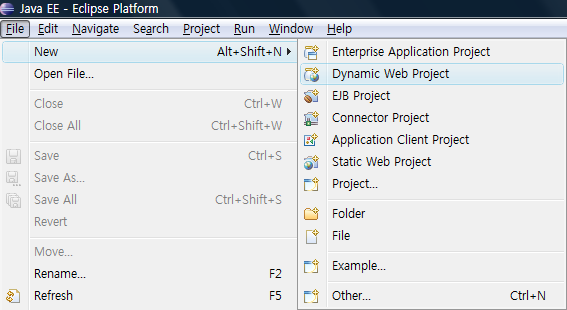 Java EE - Eclipse Platform
File Edit Navigate Search Project Run Window Help
New Alt+Shift+N
Open File...
Close Ctrl+W
Close All Ctrl+Shift+W
Save Ctrl+S
Save As...
Save All Ctrl+Shift+S
Revert
Move...
Rename... F2
Refresh F5
Enterprise Application Project
Dynamic Web Project
EJB Project
Connector Project
Application Client Project
Static Web Project
Project...
Folder
File
Example...
Other... Ctrl+N